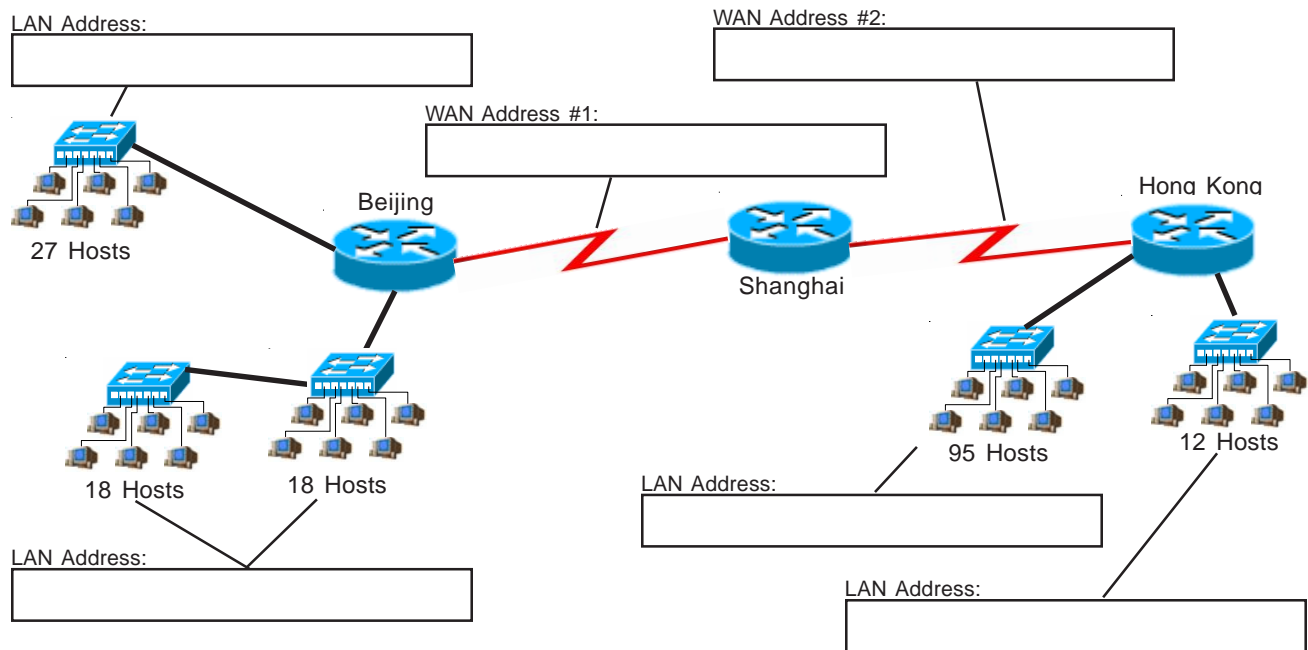 LAN Address:
WAN Address #2:
WAN Address #1:
Beijing
Hong Kong
27 Hosts
Shanghai
18 Hosts
18 Hosts
95 Hosts
12 Hosts
LAN Address:
LAN Address:
LAN Address: